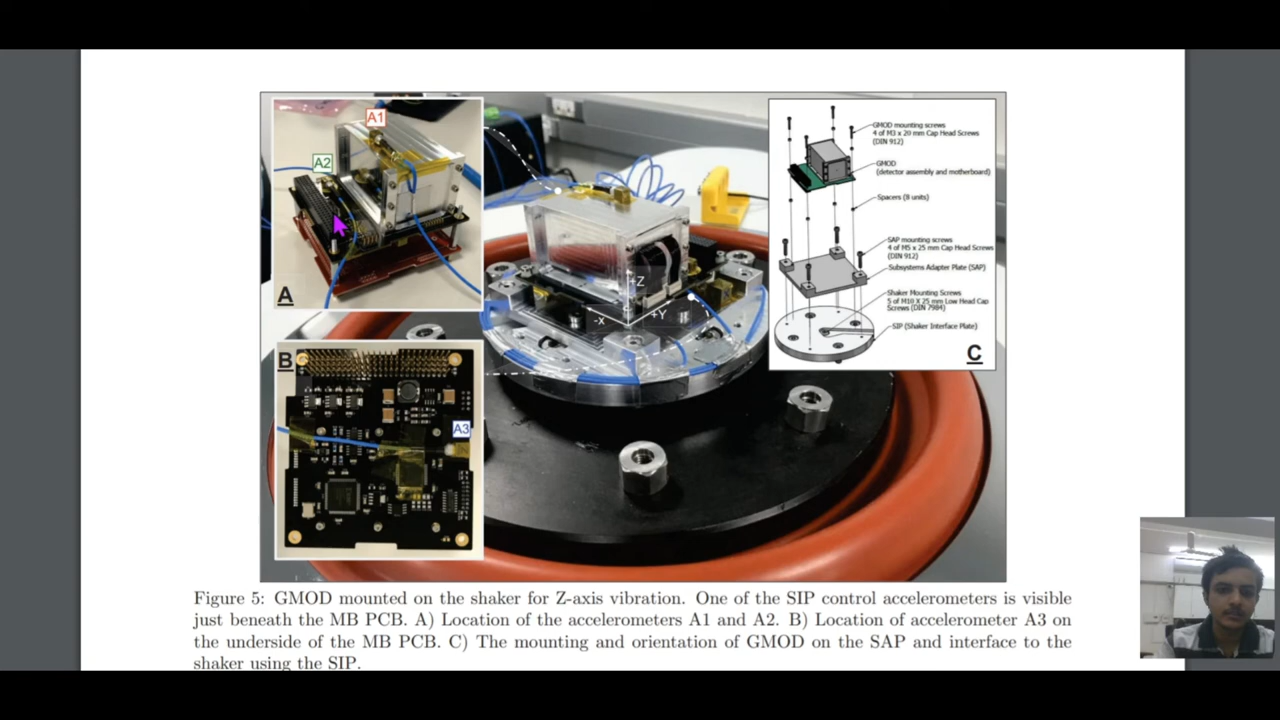 A1
A2
A
B
A3
+Z
-X
+Y
GMOD mounting screws
4 of M3 x 20 mm Cap Head Screws
(DIN 912)
GMOD
(detector assembly and motherboard)
Spacers (8 units)
SAP mounting screws
4 of M5 x 25 mm Cap Head Screws
(DIN 912)
Subsystems Adapter Plate (SAP)
Shaker Mounting Screws
5 of M10 X 25 mm Low Head Cap
Screws (DIN 7984)
SIP (Shaker Interface Plate)
C
Figure 5: GMOD mounted on the shaker for Z-axis vibration. One of the SIP control accelerometers is visible
just beneath the MB PCB. A) Location of the accelerometers A1 and A2. B) Location of accelerometer A3 on
the underside of the MB PCB. C) The mounting and orientation of GMOD on the SAP and interface to the
shaker using the SIP.